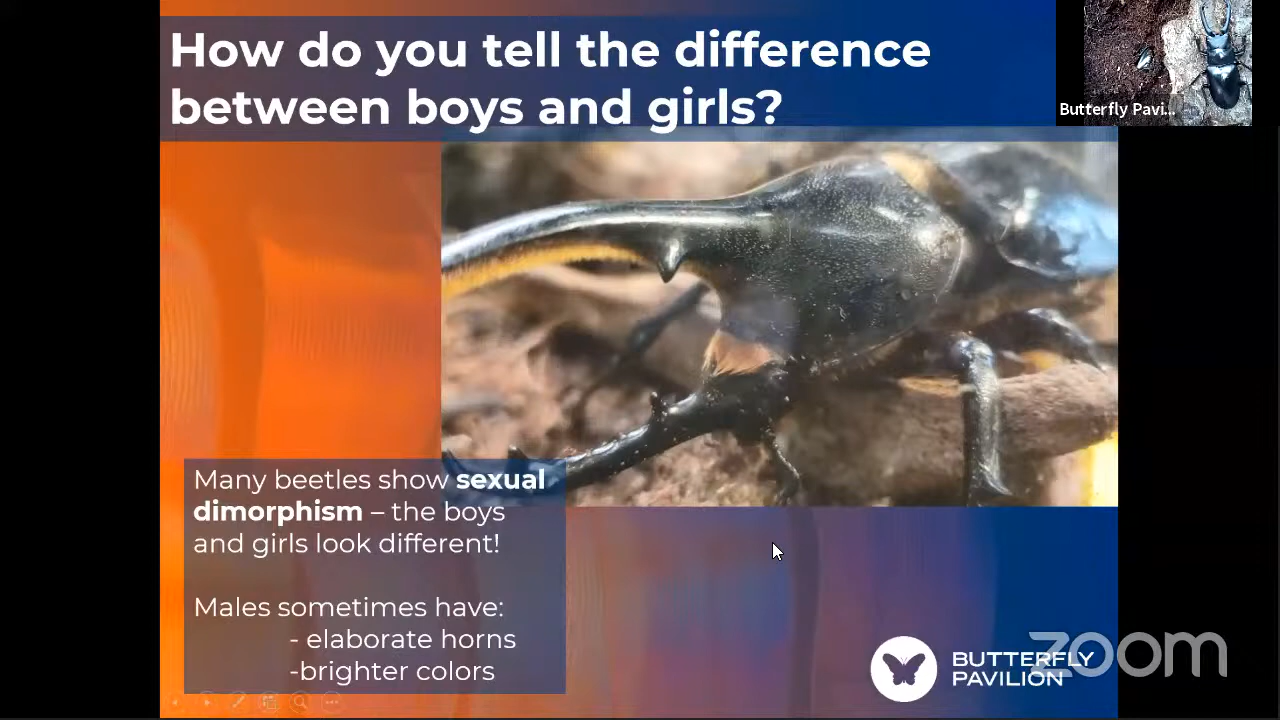 How do you tell the difference
between boys and girls?
Butterfly Pavi...
Many beetles show sexual
dimorphism – the boys
and girls look different!
Males sometimes have:
- elaborate horns
-brighter colors
BUTTERFLY
PAVILION
zoom